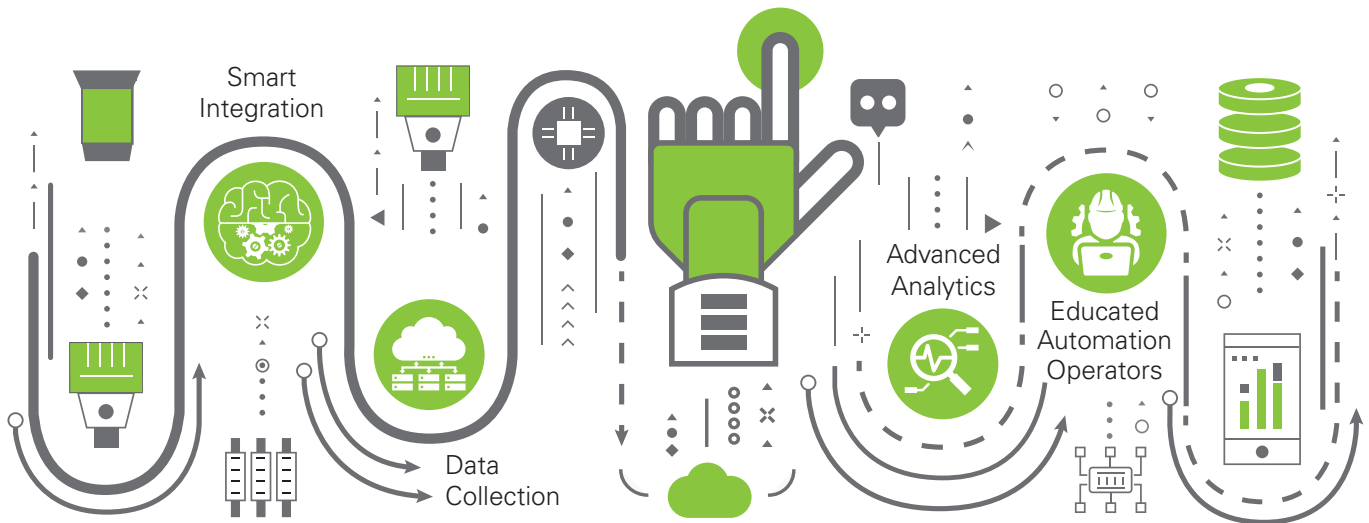 Smart
Integration
Data
Collection
Advanced
Analytics
Educated
Automation
Operators